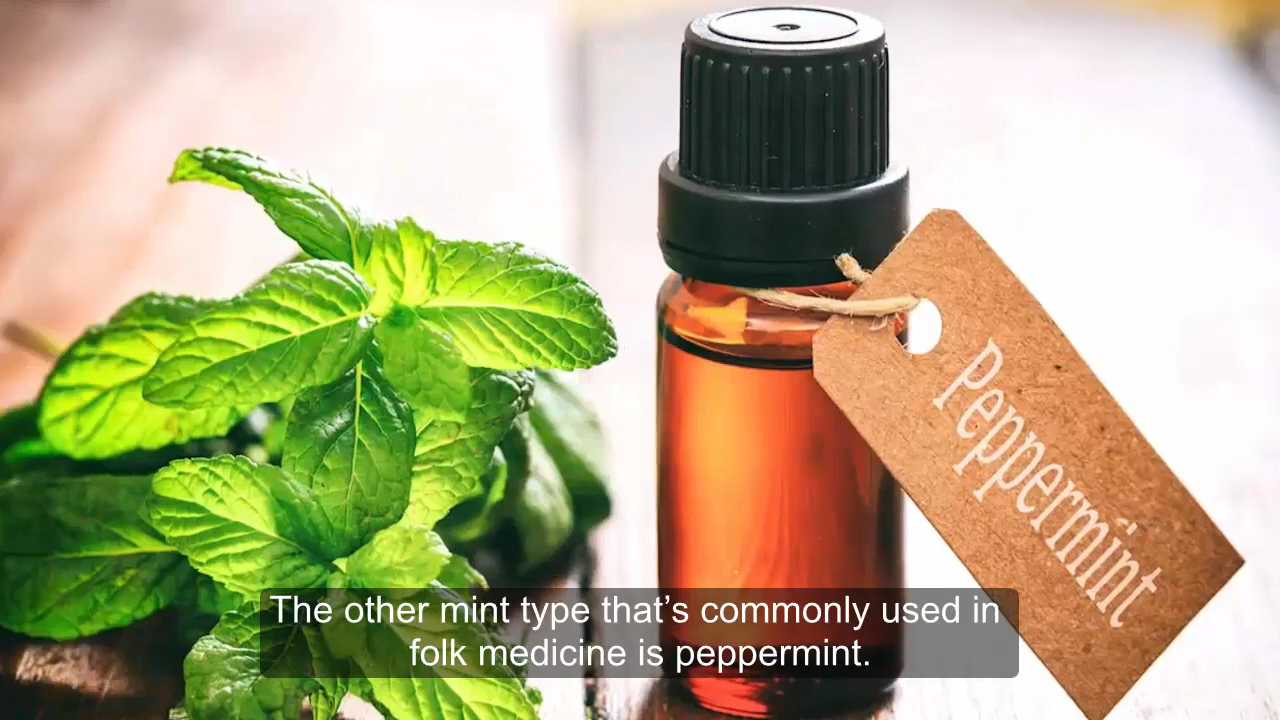 Peppermint
The other mint type that’s commonly used in
folk medicine is peppermint.